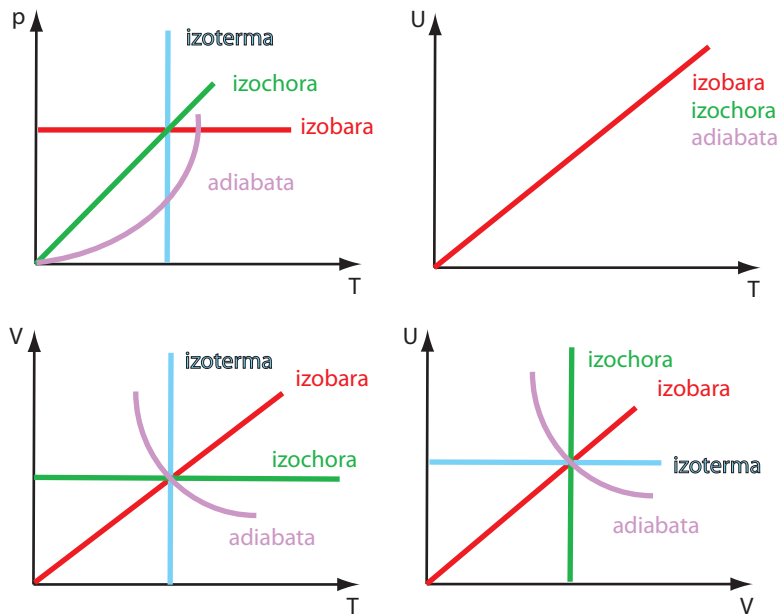 p
izoterma
izochora
izobara
adiabata
T
U
izobara
izochora
adiabata
T
V
izoterma
izobara
izochora
adiabata
T
U
izochora
izobara
izoterma
adiabata
V